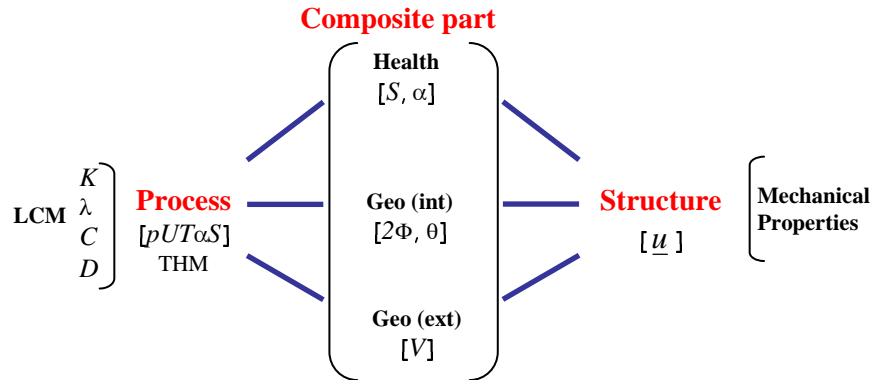 Composite part
Health
[S, α]
LCM
K
λ
C
D
Process
[pUTαS]
THM
Geo (int)
[2Φ, θ]
Geo (ext)
[V]
Structure
[u]
Mechanical
Properties